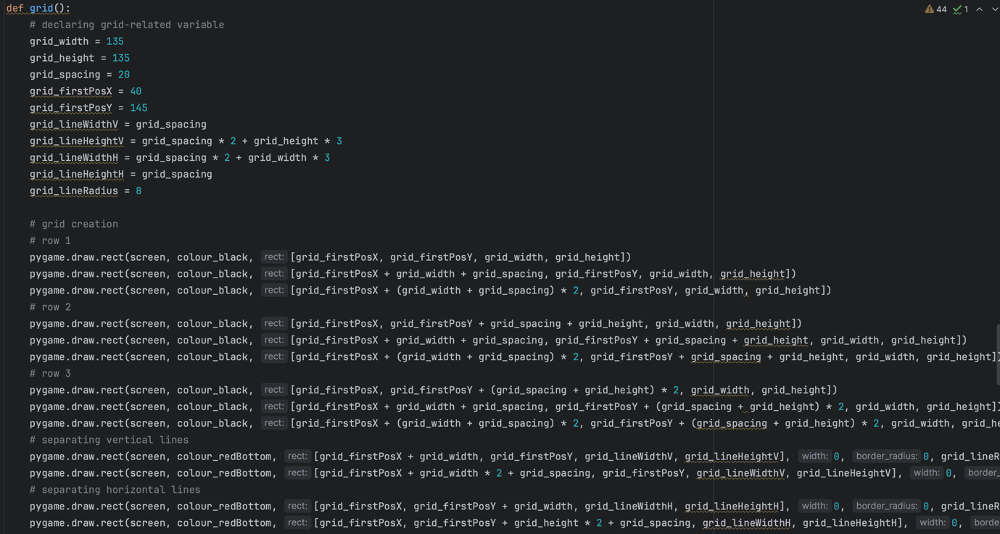 def grid():
44 1
# declaring grid-related variable
grid_width = 135
grid_height = 135
grid_spacing = 20
grid_firstPosX = 40
grid_firstPosY = 145
grid_lineWidthV = grid_spacing
grid_lineHeightV = grid_spacing * 2 + grid_height * 3
grid_lineWidthH = grid_spacing * 2 + grid_width * 3
grid_lineHeightH = grid_spacing
grid_lineRadius = 8
# grid creation
# row 1
pygame.draw.rect(screen, colour_black, rect: [grid_firstPosX, grid_firstPosY, grid_width, grid_height])
pygame.draw.rect(screen, colour_black, rect: [grid_firstPosX + grid_width + grid_spacing, grid_firstPosY, grid_width, grid_height])
pygame.draw.rect(screen, colour_black, rect: [grid_firstPosX + (grid_width + grid_spacing) * 2, grid_firstPosY, grid_width, grid_height])
# row 2
pygame.draw.rect(screen, colour_black, rect: [grid_firstPosX, grid_firstPosY + grid_spacing + grid_height, grid_width, grid_height])
pygame.draw.rect(screen, colour_black, rect: [grid_firstPosX + grid_width + grid_spacing, grid_firstPosY + grid_spacing + grid_height, grid_width, grid_height])
pygame.draw.rect(screen, colour_black, rect: [grid_firstPosX + (grid_width + grid_spacing) * 2, grid_firstPosY + grid_spacing + grid_height, grid_width, grid_height])
# row 3
pygame.draw.rect(screen, colour_black, rect: [grid_firstPosX, grid_firstPosY + (grid_spacing + grid_height) * 2, grid_width, grid_height])
pygame.draw.rect(screen, colour_black, rect: [grid_firstPosX + grid_width + grid_spacing, grid_firstPosY + (grid_spacing + grid_height) * 2, grid_width, grid_height])
pygame.draw.rect(screen, colour_black, rect: [grid_firstPosX + (grid_width + grid_spacing) * 2, grid_firstPosY + (grid_spacing + grid_height) * 2, grid_width, grid_he
# separating vertical lines
pygame.draw.rect(screen, colour_redBottom, rect: [grid_firstPosX + grid_width, grid_firstPosY, grid_lineWidthV, grid_lineHeightV], width: 0, border_radius: 0, grid_lineR
pygame.draw.rect(screen, colour_redBottom, rect: [grid_firstPosX + grid_width * 2 + grid_spacing, grid_firstPosY, grid_lineWidthV, grid_lineHeightV], width: 0, border_
# separating horizontal lines
pygame.draw.rect(screen, colour_redBottom, rect: [grid_firstPosX, grid_firstPosY + grid_width, grid_lineWidthH, grid_lineHeightH], width: 0, border_radius: 0, grid_lineR
pygame.draw.rect(screen, colour_redBottom, rect: [grid_firstPosX, grid_firstPosY + grid_height * 2 + grid_spacing, grid_lineWidthH, grid_lineHeightH], width: 0, borde